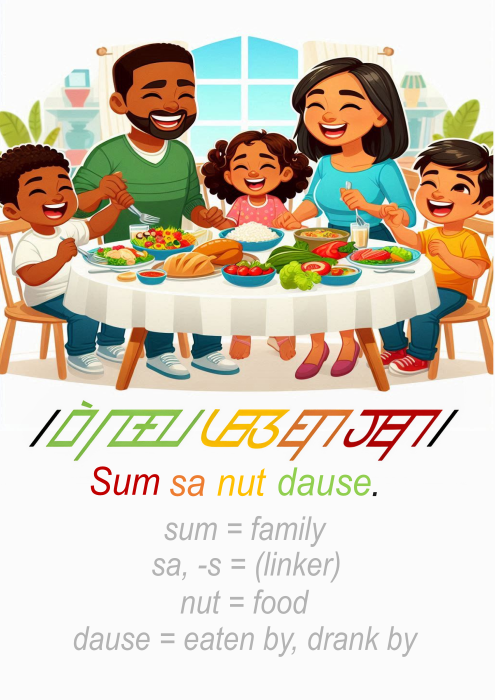 Sum sa nut dause.
sum = family
sa, -s = (linker)
nut = food
dause = eaten by, drank by